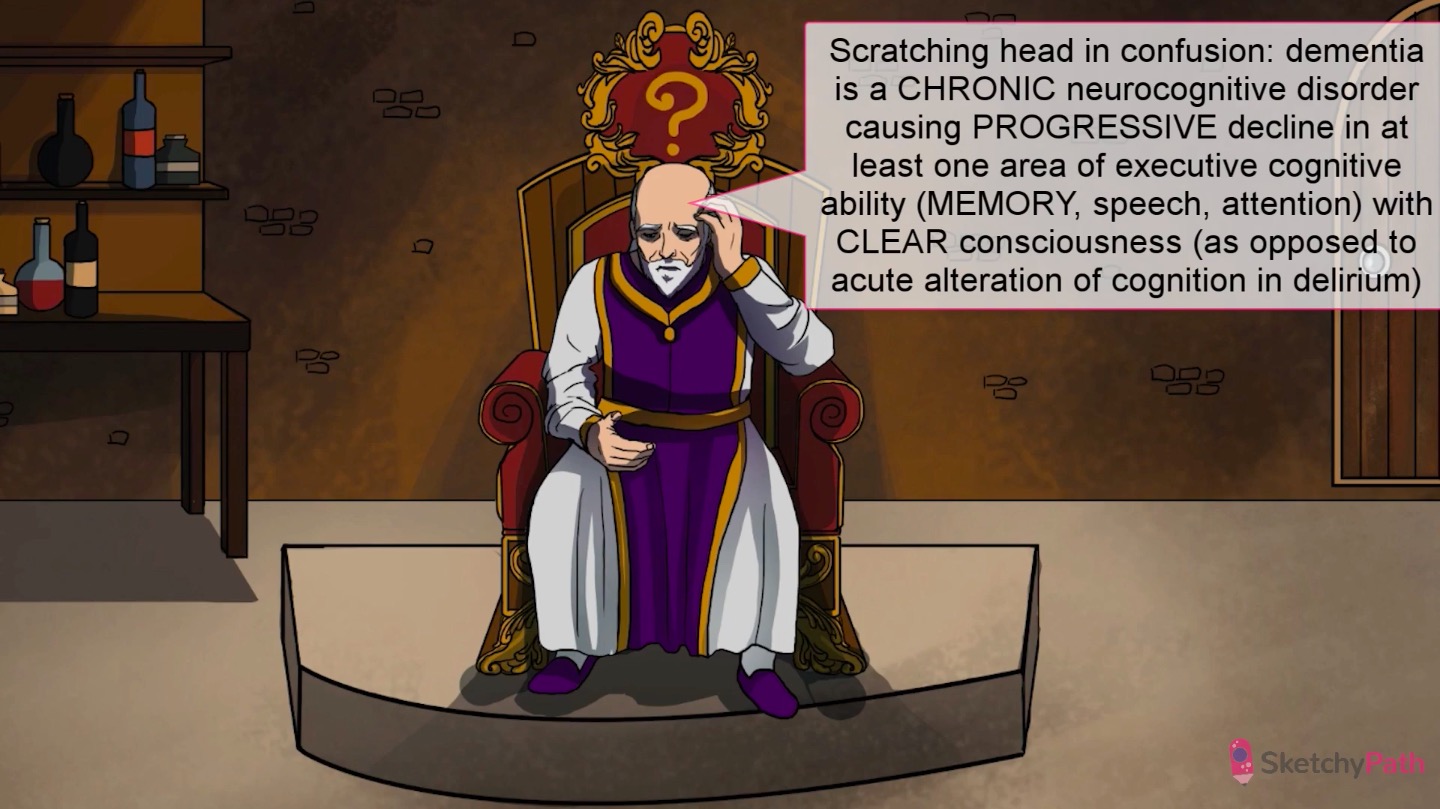 ?
Scratching head in confusion: dementia
is a CHRONIC neurocognitive disorder
causing PROGRESSIVE decline in at
least one area of executive cognitive
ability (MEMORY, speech, attention) with
CLEAR consciousness (as opposed to
acute alteration of cognition in delirium)
SketchyPath